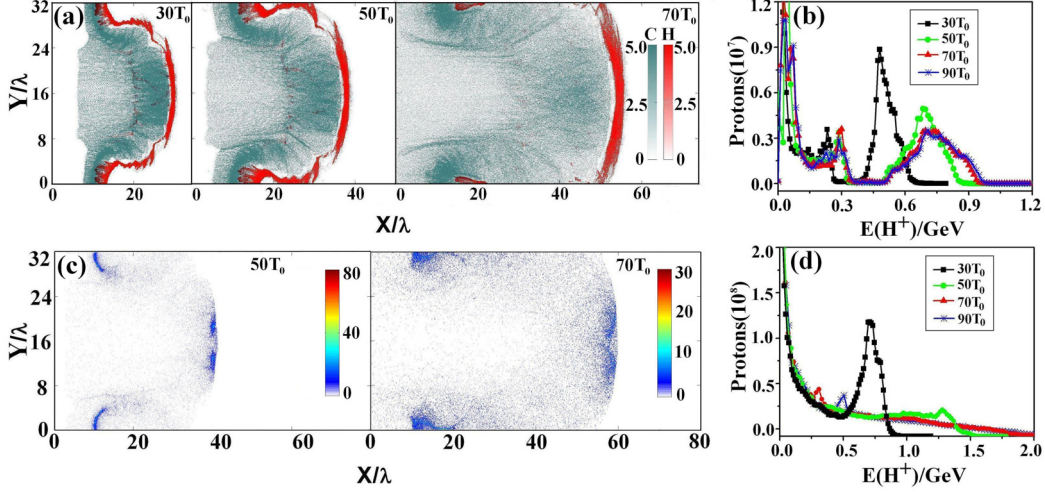 (a)
30T₀
50T₀
70T₀
C H
5.0 5.0
2.5 2.5
0 0
Y/λ
32
24
16
8
0
0 20 20 40 20 40 60
X/λ
(b)
Protons(10⁷)
1.2
0.9
0.6
0.3
0.0
30T₀
50T₀
70T₀
90T₀
0.0 0.3 0.6 0.9 1.2
E(H⁺)/GeV
(c)
50T₀
80
40
0
70T₀
30
20
10
0
Y/λ
32
24
16
8
0
0 20 40 0 20 40 60 80
X/λ
(d)
Protons(10⁸)
2.0
1.5
1.0
0.5
0.0
30T₀
50T₀
70T₀
90T₀
0.0 0.5 1.0 1.5 2.0
E(H⁺)/GeV